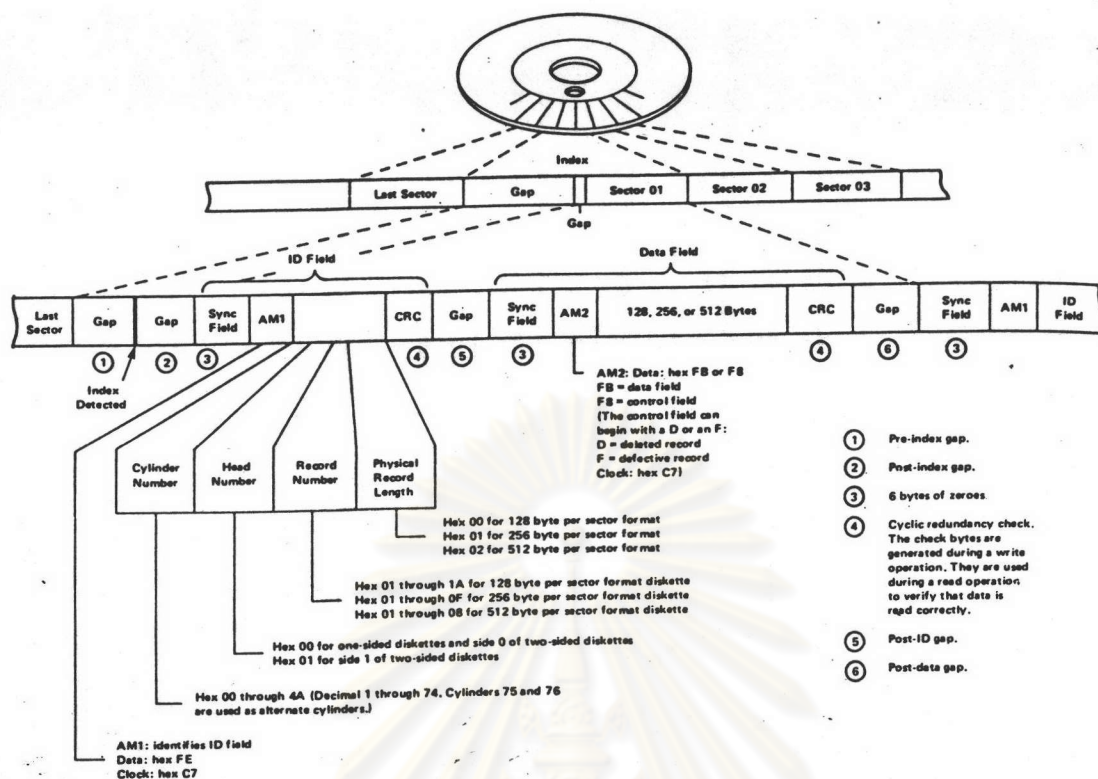 Index
Last Sector Gap Sector 01 Sector 02 Sector 03
Gap
ID Field Data Field
Last Sector
Gap
Gap
Sync Field
AM1
CRC
Gap
Sync Field
AM2
128, 256, or 512 Bytes
CRC
Gap
Sync Field
AM1
ID Field
1 2 3 4 5 3 4 6 3
Index
Detected
AM2: Data: hex FB or F8
FB = data field
F8 = control field
(The control field can
begin with a D or an F:
D = deleted record
F = defective record
Clock: hex C7)
Cylinder Number
Head Number
Record Number
Physical Record Length
Hex 00 for 128 byte per sector format
Hex 01 for 256 byte per sector format
Hex 02 for 512 byte per sector format
Hex 01 through 1A for 128 byte per sector format diskette
Hex 01 through 0F for 256 byte per sector format diskette
Hex 01 through 08 for 512 byte per sector format diskette
Hex 00 for one-sided diskettes and side 0 of two-sided diskettes
Hex 01 for side 1 of two-sided diskettes
Hex 00 through 4A (Decimal 1 through 74. Cylinders 75 and 76
are used as alternate cylinders.)
AM1: identifies ID field
Data: hex FE
Clock: hex C7
1 Pre-index gap.
2 Post-index gap.
3 6 bytes of zeroes
4 Cyclic redundancy check.
The check bytes are
generated during a write
operation. They are used
during a read operation
to verify that data is
read correctly.
5 Post-ID gap.
6 Post-data gap.